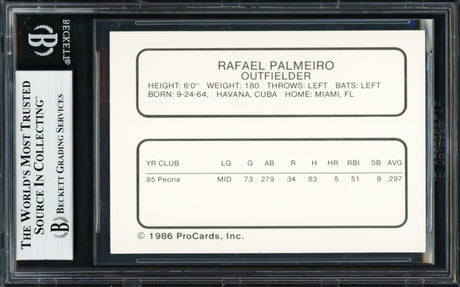 BECKETT
THE WORLD'S MOST TRUSTED
SOURCE IN COLLECTING™
BECKETT GRADING SERVICES
RAFAEL PALMEIRO
OUTFIELDER
HEIGHT: 6'0" WEIGHT: 180 THROWS: LEFT BATS: LEFT
BORN: 9-24-64, HAVANA, CUBA HOME: MIAMI, FL
YR CLUB LG G AB R H HR RBI SB AVG
85 Peoria MID 73 279 34 83 5 51 9 .297
© 1986 ProCards, Inc.